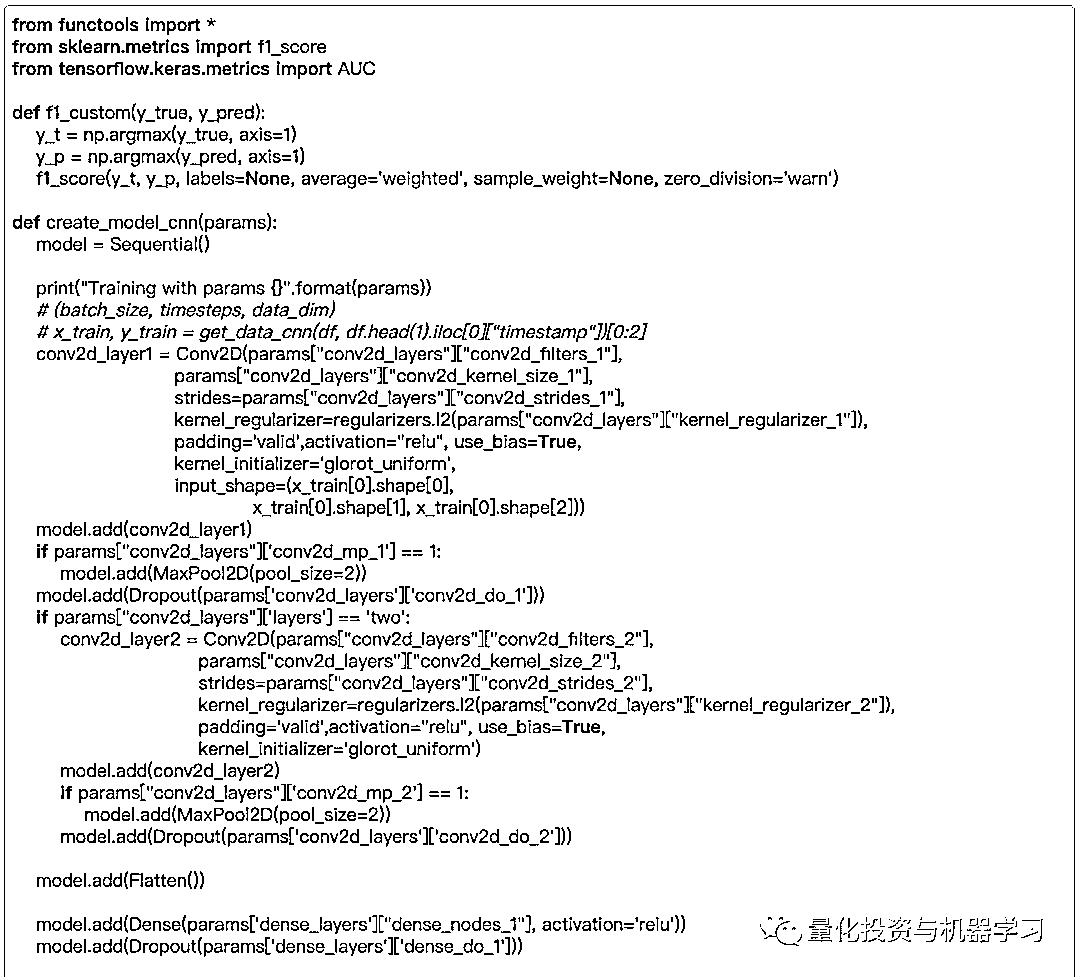 from functools import *
from sklearn.metrics import f1_score
from tensorflow.keras.metrics import AUC

def f1_custom(y_true, y_pred):
    y_t = np.argmax(y_true, axis=1)
    y_p = np.argmax(y_pred, axis=1)
    f1_score(y_t, y_p, labels=None, average='weighted', sample_weight=None, zero_division='warn')

def create_model_cnn(params):
    model = Sequential()

    print("Training with params {}".format(params))
    # (batch_size, timesteps, data_dim)
    # x_train, y_train = get_data_cnn(df, df.head(1).iloc[0]["timestamp"])[0:2]
    conv2d_layer1 = Conv2D(params["conv2d_layers"]["conv2d_filters_1"],
                params["conv2d_layers"]["conv2d_kernel_size_1"],
                strides=params["conv2d_layers"]["conv2d_strides_1"],
                kernel_regularizer=regularizers.l2(params["conv2d_layers"]["kernel_regularizer_1"]),
                padding='valid',activation="relu", use_bias=True,
                kernel_initializer='glorot_uniform',
                input_shape=(x_train[0].shape[0],
                        x_train[0].shape[1], x_train[0].shape[2]))
    model.add(conv2d_layer1)
    if params["conv2d_layers"]['conv2d_mp_1'] == 1:
        model.add(MaxPool2D(pool_size=2))
    model.add(Dropout(params['conv2d_layers']['conv2d_do_1']))
    if params["conv2d_layers"]['layers'] == 'two':
        conv2d_layer2 = Conv2D(params["conv2d_layers"]["conv2d_filters_2"],
                    params["conv2d_layers"]["conv2d_kernel_size_2"],
                    strides=params["conv2d_layers"]["conv2d_strides_2"],
                    kernel_regularizer=regularizers.l2(params["conv2d_layers"]["kernel_regularizer_2"]),
                    padding='valid',activation="relu", use_bias=True,
                    kernel_initializer='glorot_uniform')
        model.add(conv2d_layer2)
        if params["conv2d_layers"]['conv2d_mp_2'] == 1:
            model.add(MaxPool2D(pool_size=2))
        model.add(Dropout(params['conv2d_layers']['conv2d_do_2']))

    model.add(Flatten())

    model.add(Dense(params['dense_layers']["dense_nodes_1"], activation='relu'))
    model.add(Dropout(params['dense_layers']['dense_do_1']))
量化投资与机器学习